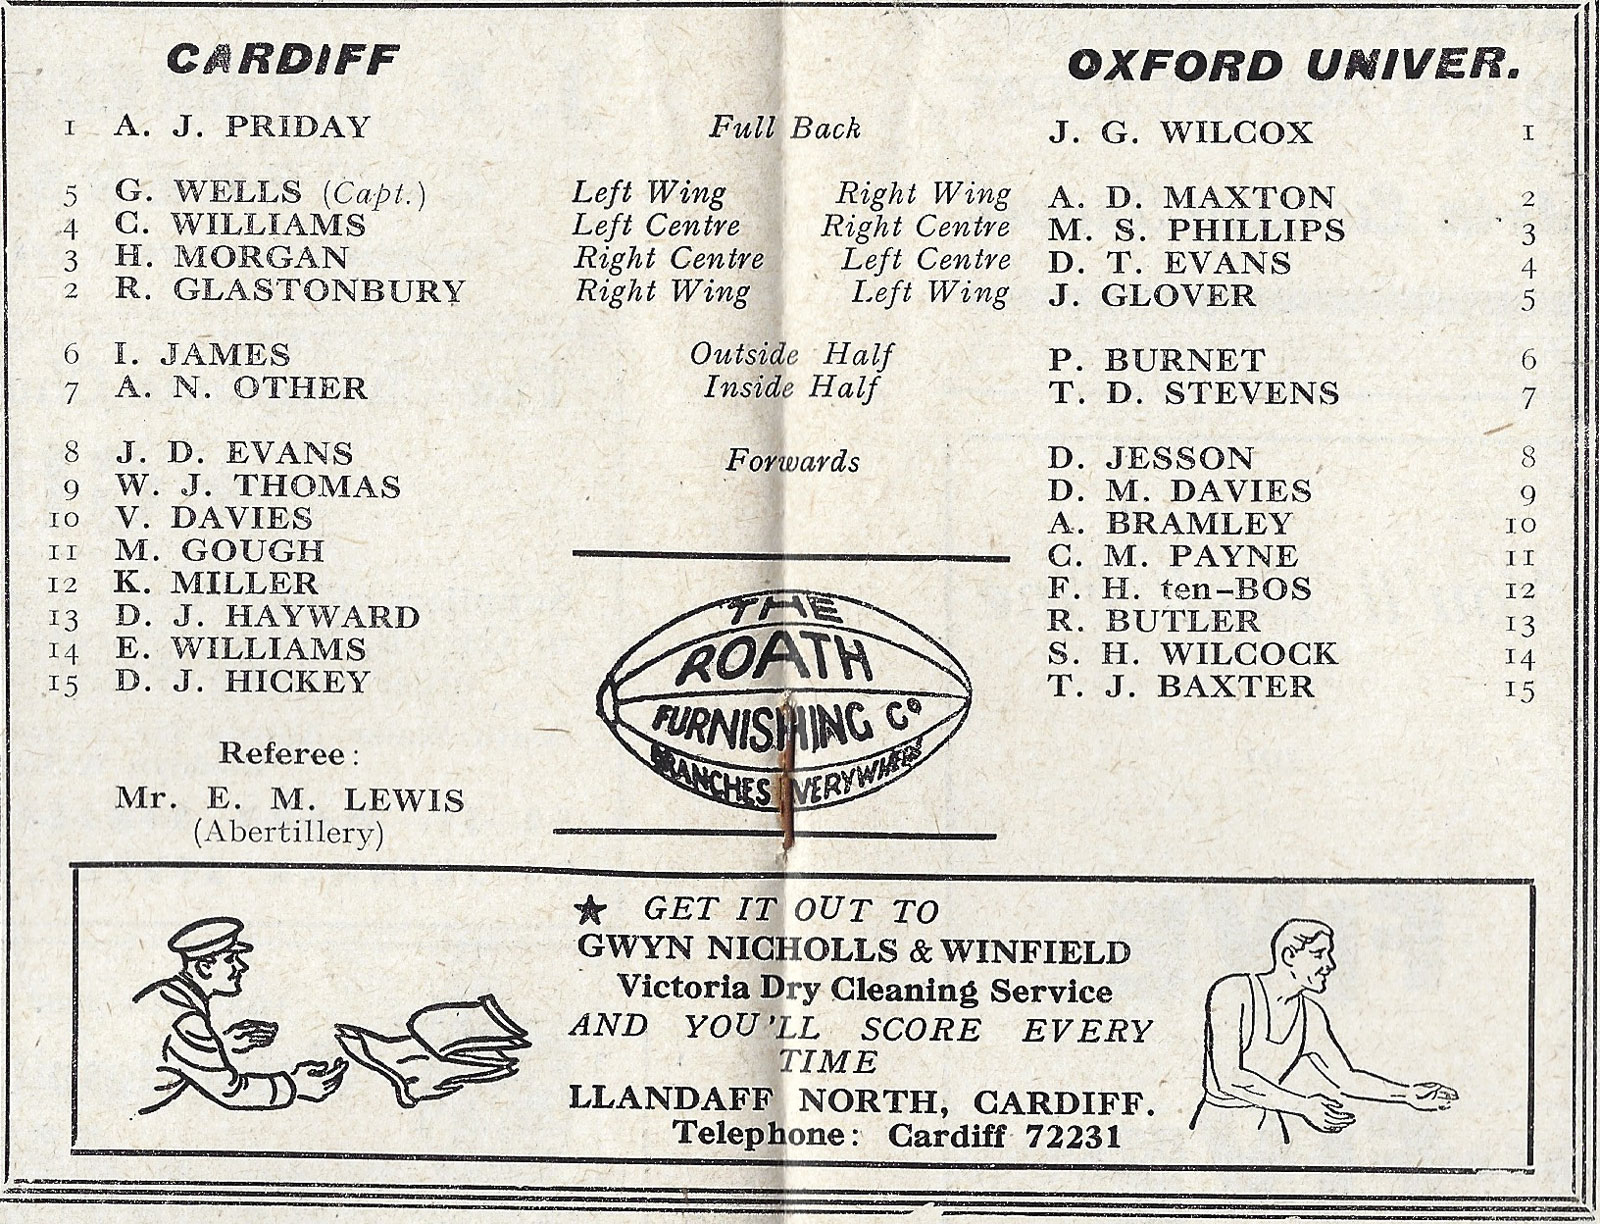 CARDIFF OXFORD UNIVER.
1 A. J. PRIDAY Full Back J. G. WILCOX 1
5 G. WELLS (Capt.) Left Wing Right Wing A. D. MAXTON 2
4 C. WILLIAMS Left Centre Right Centre M. S. PHILLIPS 3
3 H. MORGAN Right Centre Left Centre D. T. EVANS 4
2 R. GLASTONBURY Right Wing Left Wing J. GLOVER 5
6 I. JAMES Outside Half P. BURNET 6
7 A. N. OTHER Inside Half T. D. STEVENS 7
8 J. D. EVANS Forwards D. JESSON 8
9 W. J. THOMAS D. M. DAVIES 9
10 V. DAVIES A. BRAMLEY 10
11 M. GOUGH C. M. PAYNE 11
12 K. MILLER F. H. ten-BOS 12
13 D. J. HAYWARD R. BUTLER 13
14 E. WILLIAMS S. H. WILCOCK 14
15 D. J. HICKEY T. J. BAXTER 15
THE
ROATH
FURNISHING Co
BRANCHES EVERYWHERE
Referee:
Mr. E. M. LEWIS
(Abertillery)
★ GET IT OUT TO
GWYN NICHOLLS & WINFIELD
Victoria Dry Cleaning Service
AND YOU'LL SCORE EVERY
TIME
LLANDAFF NORTH, CARDIFF.
Telephone: Cardiff 72231